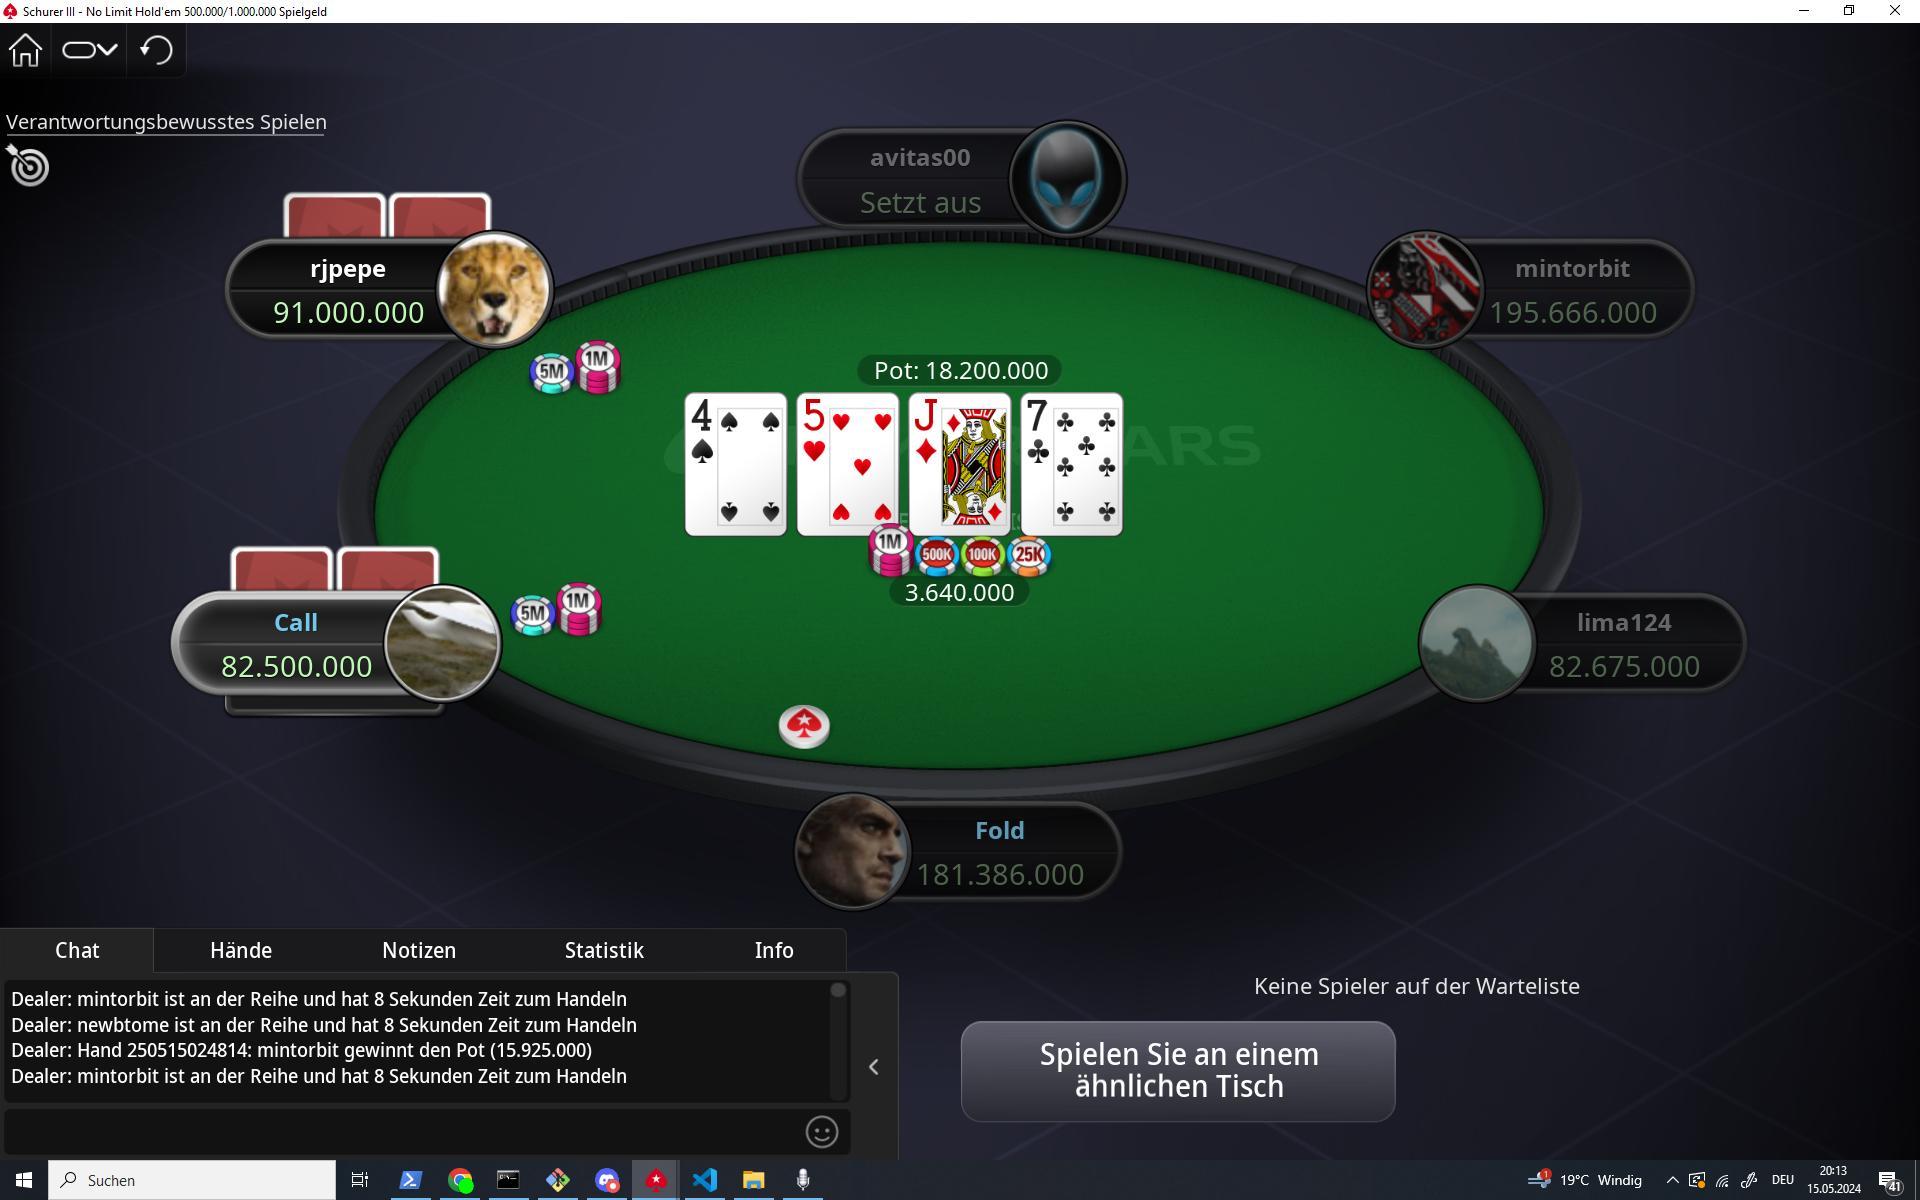 Schurer III - No Limit Hold'em 500.000/1.000.000 Spielgeld
Verantwortungsbewusstes Spielen
avitas00
Setzt aus
rjpepe
91.000.000
mintorbit
195.666.000
Pot: 18.200.000
5M
1M
4
5
J
7
ARS
1M
500K
100K
25K
3.640.000
Call
82.500.000
5M
1M
lima124
82.675.000
Fold
181.386.000
Chat
Hände
Notizen
Statistik
Info
Dealer: mintorbit ist an der Reihe und hat 8 Sekunden Zeit zum Handeln
Dealer: newbtome ist an der Reihe und hat 8 Sekunden Zeit zum Handeln
Dealer: Hand 250515024814: mintorbit gewinnt den Pot (15.925.000)
Dealer: mintorbit ist an der Reihe und hat 8 Sekunden Zeit zum Handeln
Keine Spieler auf der Warteliste
Spielen Sie an einem
ähnlichen Tisch
Suchen
1
19°C Windig
DEU
20:13
15.05.2024
41